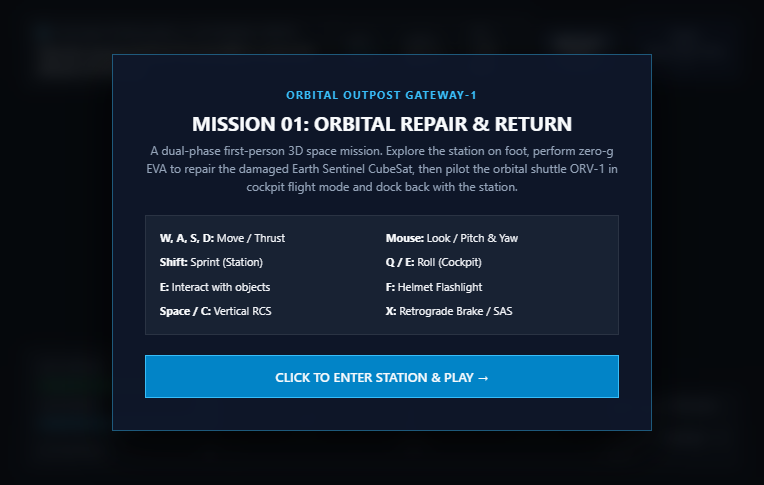 ORBITAL OUTPOST GATEWAY-1
MISSION 01: ORBITAL REPAIR & RETURN
A dual-phase first-person 3D space mission. Explore the station on foot, perform zero-g
EVA to repair the damaged Earth Sentinel CubeSat, then pilot the orbital shuttle ORV-1 in
cockpit flight mode and dock back with the station.
W, A, S, D: Move / Thrust
Mouse: Look / Pitch & Yaw
Shift: Sprint (Station)
Q / E: Roll (Cockpit)
E: Interact with objects
F: Helmet Flashlight
Space / C: Vertical RCS
X: Retrograde Brake / SAS
CLICK TO ENTER STATION & PLAY →